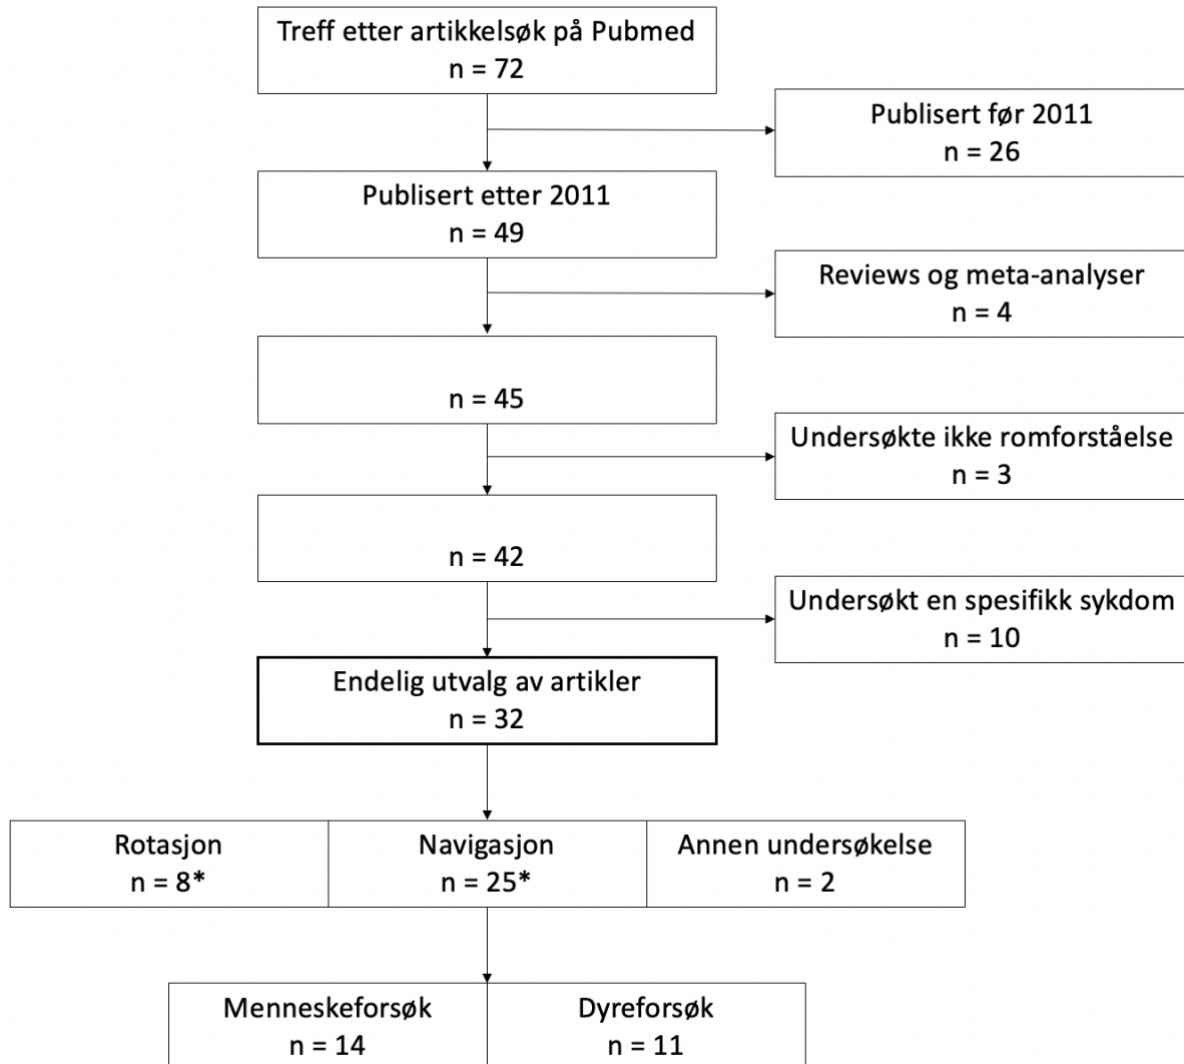 Treff etter artikkelsøk på Pubmed
n = 72
Publisert før 2011
n = 26
Publisert etter 2011
n = 49
Reviews og meta-analyser
n = 4
n = 45
Undersøkte ikke romforståelse
n = 3
n = 42
Undersøkt en spesifikk sykdom
n = 10
Endelig utvalg av artikler
n = 32
Rotasjon
n = 8*
Navigasjon
n = 25*
Annen undersøkelse
n = 2
Menneskeforsøk
n = 14
Dyreforsøk
n = 11